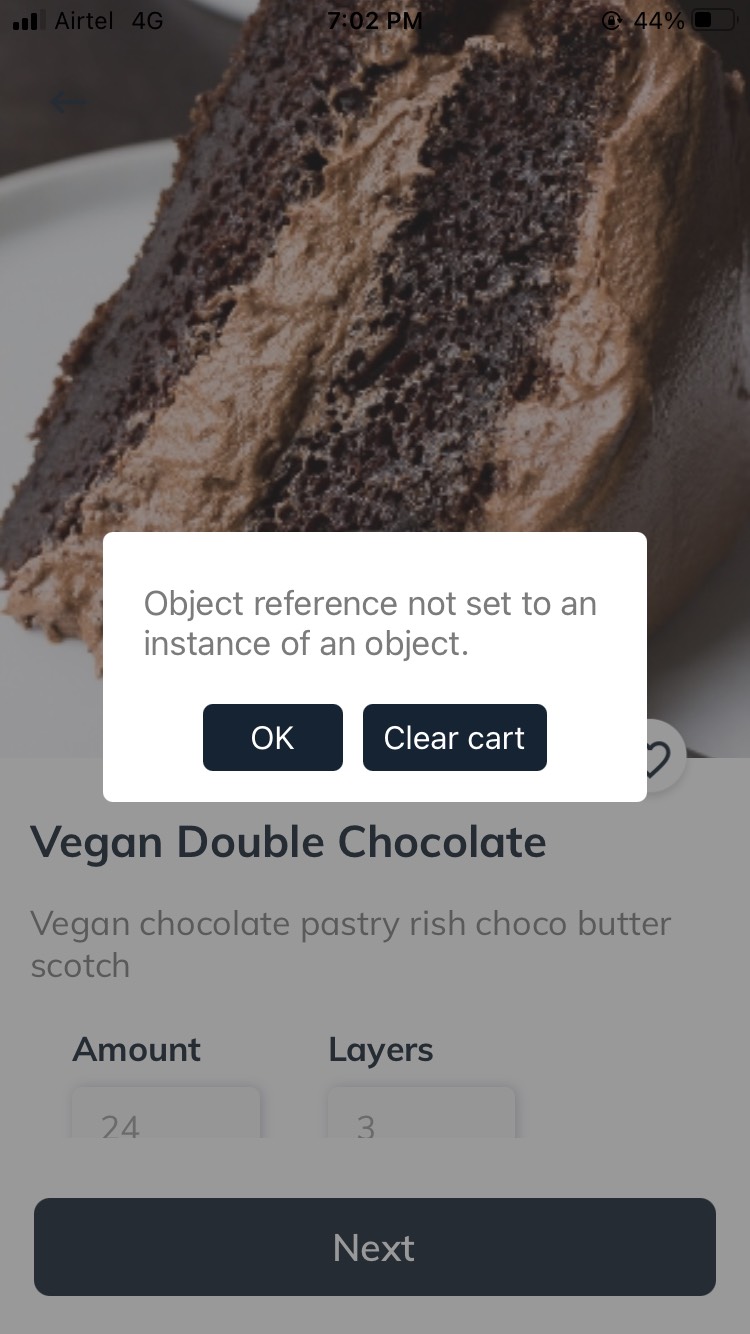 Airtel 4G 7:02 PM 44%
Object reference not set to an
instance of an object.
OK Clear cart
Vegan Double Chocolate
Vegan chocolate pastry rish choco butter
scotch
Amount Layers
24 3
Next